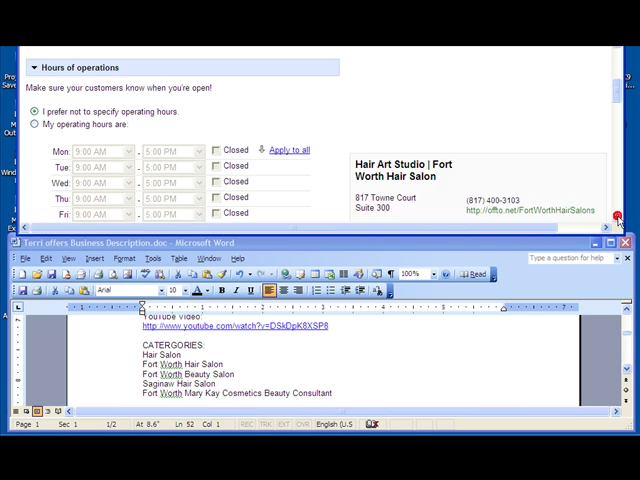 Hours of operations
Make sure your customers know when you're open!
I prefer not to specify operating hours.
My operating hours are:
Mon: 9:00 AM - 5:00 PM Closed Apply to all
Tue: 9:00 AM - 5:00 PM Closed
Wed: 9:00 AM - 5:00 PM Closed
Thu: 9:00 AM - 5:00 PM Closed
Fri: 9:00 AM - 5:00 PM Closed
Hair Art Studio | Fort
Worth Hair Salon
817 Towne Court
Suite 300
(817) 400-3103
http://offto.net/FortWorthHairSalons
Terri offers Business Description.doc - Microsoft Word
File Edit View Insert Format Tools Table Window Help
Type a question for help
100% Read
Arial 10 B I U
YouTube Video:
http://www.youtube.com/watch?v=DSkDpK8XSP8
CATERGORIES:
Hair Salon
Fort Worth Hair Salon
Fort Worth Beauty Salon
Saginaw Hair Salon
Fort Worth Mary Kay Cosmetics Beauty Consultant
Page 1 Sec 1 1/2 At 8.6" Ln 52 Col 1 REC TRK EXT OVR English (U.S